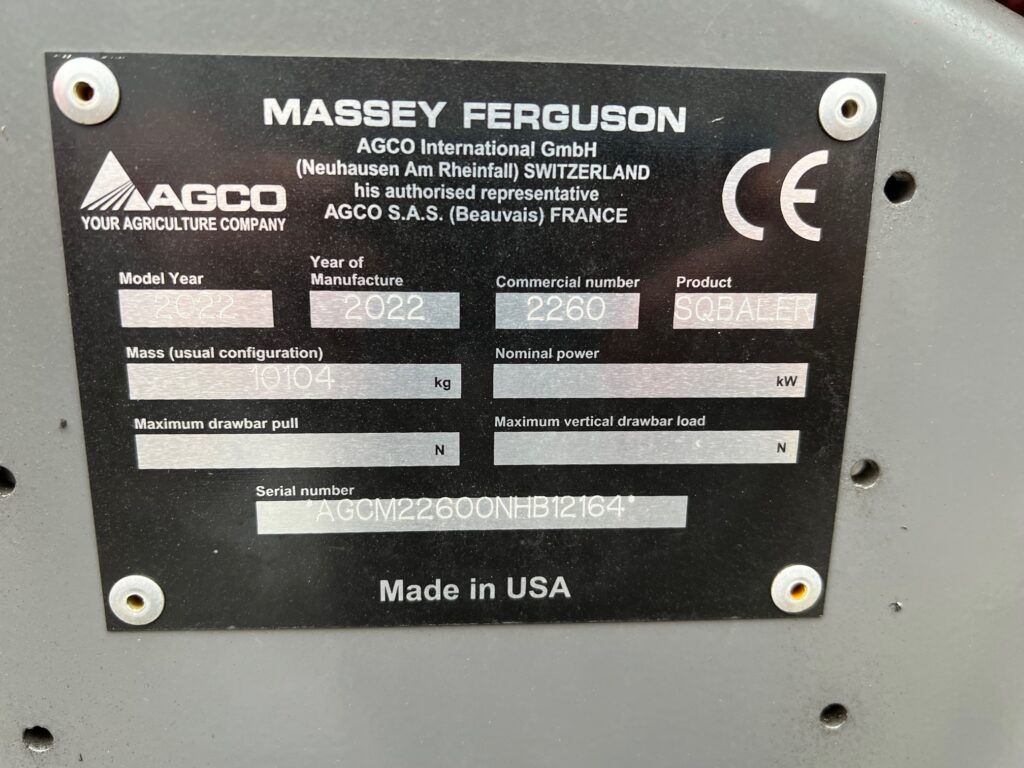 MASSEY FERGUSON
AGCO International GmbH
(Neuhausen Am Rheinfall) SWITZERLAND
his authorised representative
AGCO S.A.S. (Beauvais) FRANCE
AGCO
YOUR AGRICULTURE COMPANY
CE
Model Year
Year of
Manufacture
Commercial number
Product
2022
2022
2260
SQBALER
Mass (usual configuration)
Nominal power
10104 kg
kW
Maximum drawbar pull
Maximum vertical drawbar load
N
N
Serial number
*AGCM22600NHB12164*
Made in USA